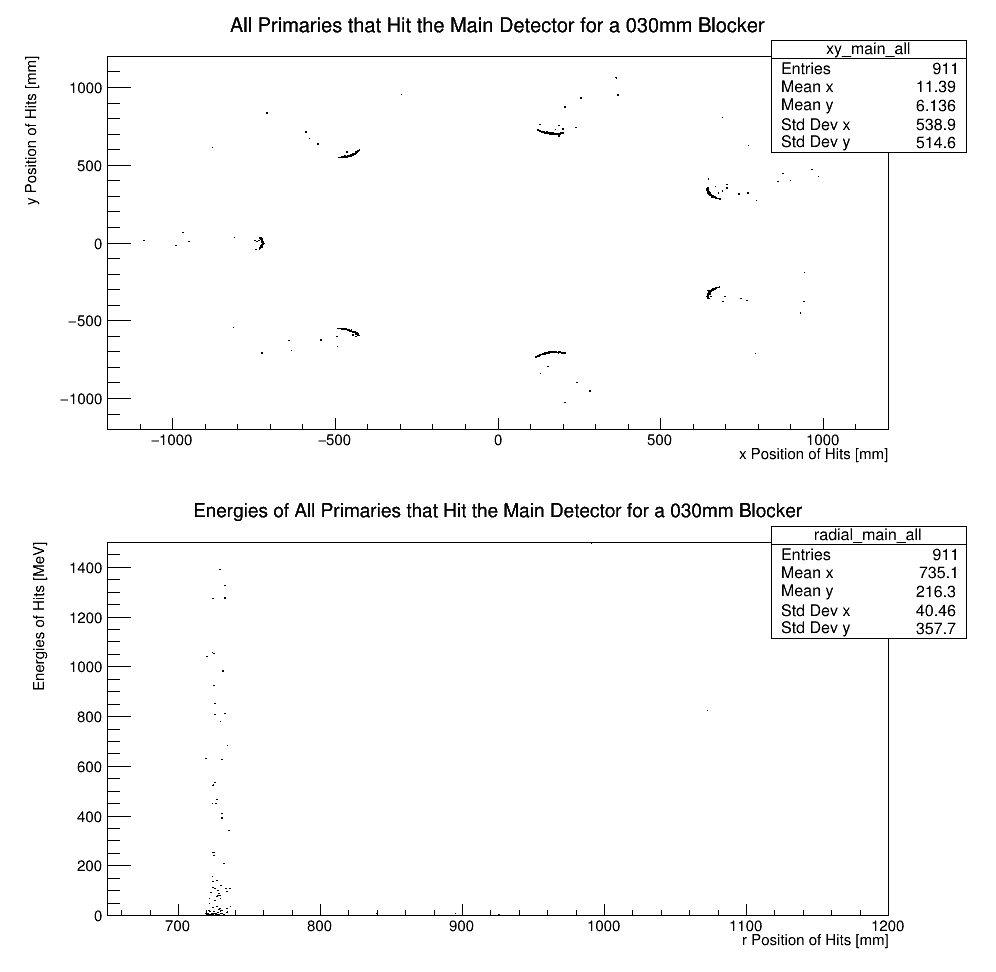 All Primaries that Hit the Main Detector for a 030mm Blocker
xy_main_all
Entries 911
Mean x 11.39
Mean y 6.136
Std Dev x 538.9
Std Dev y 514.6
y Position of Hits [mm]
1000
500
0
−500
−1000
−1000 −500 0 500 1000
x Position of Hits [mm]
Energies of All Primaries that Hit the Main Detector for a 030mm Blocker
radial_main_all
Entries 911
Mean x 735.1
Mean y 216.3
Std Dev x 40.46
Std Dev y 357.7
Energies of Hits [MeV]
1400
1200
1000
800
600
400
200
0
700 800 900 1000 1100 1200
r Position of Hits [mm]